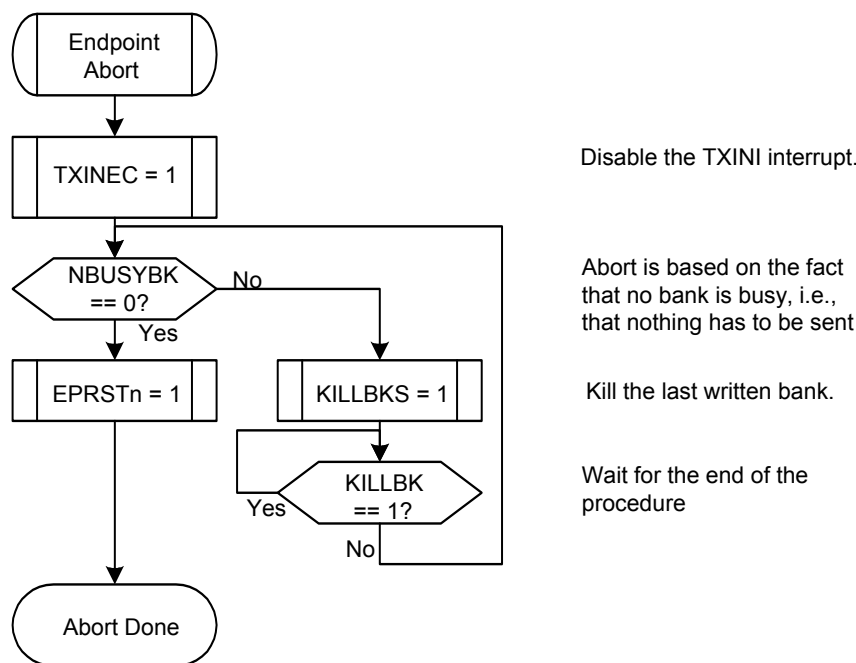 Endpoint
Abort
TXINEC = 1
Disable the TXINI interrupt.
NBUSYBK
== 0?
No
Yes
Abort is based on the fact
that no bank is busy, i.e.,
that nothing has to be sent
EPRSTn = 1
KILLBKS = 1
Kill the last written bank.
KILLBK
== 1?
Yes
No
Wait for the end of the
procedure
Abort Done